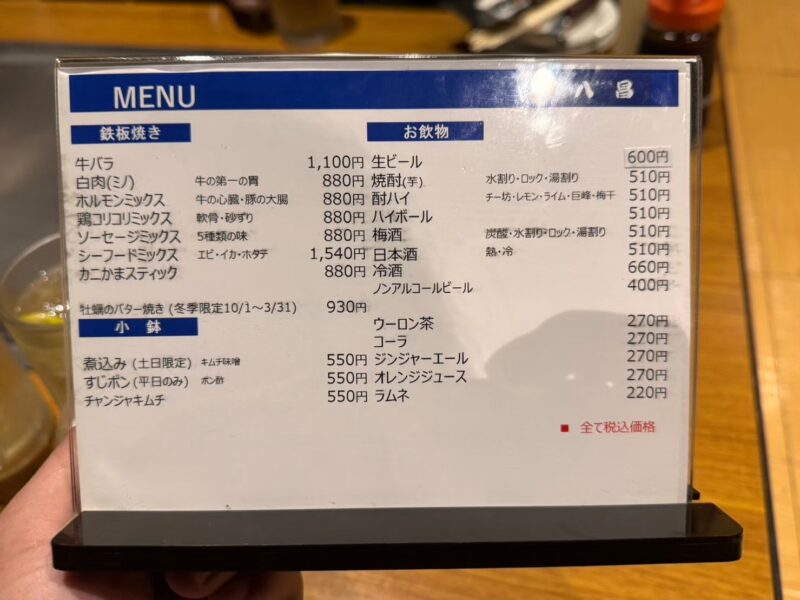 MENU
八昌
鉄板焼き
牛バラ 1,100円
白肉(ミノ) 牛の第一の胃 880円
ホルモンミックス 牛の心臓・豚の大腸 880円
鶏コリコリミックス 軟骨・砂ずり 880円
ソーセージミックス 5種類の味 880円
シーフードミックス エビ・イカ・ホタテ 1,540円
カニかまスティック 880円
牡蠣のバター焼き (冬季限定10/1～3/31) 930円
小鉢
煮込み (土日限定) キムチ味噌 550円
すじポン(平日のみ) ポン酢 550円
チャンジャキムチ 550円
お飲物
生ビール 600円
焼酎(芋) 水割り・ロック・湯割り 510円
酎ハイ チー坊・レモン・ライム・巨峰・梅干 510円
ハイボール 510円
梅酒 炭酸・水割り・ロック・湯割り 510円
日本酒 熱・冷 510円
冷酒 660円
ノンアルコールビール 400円
ウーロン茶 270円
コーラ 270円
ジンジャーエール 270円
オレンジジュース 270円
ラムネ 220円
■ 全て税込価格